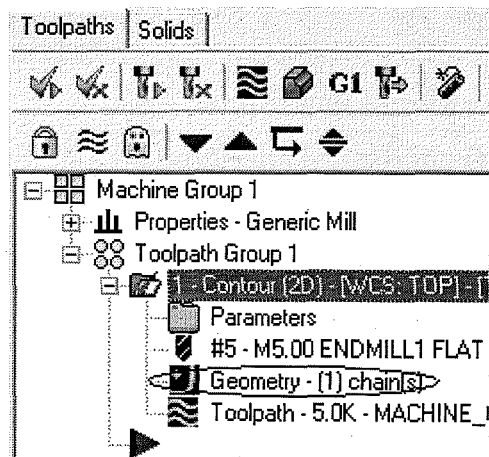 Toolpaths Solids
G1
Machine Group 1
Properties - Generic Mill
Toolpath Group 1
1 - Contour (2D) - [WCS: TOP] - [
Parameters
#5 - M5.00 ENDMILL1 FLAT
Geometry - (1) chain(s)
Toolpath - 5.0K - MACHINE_